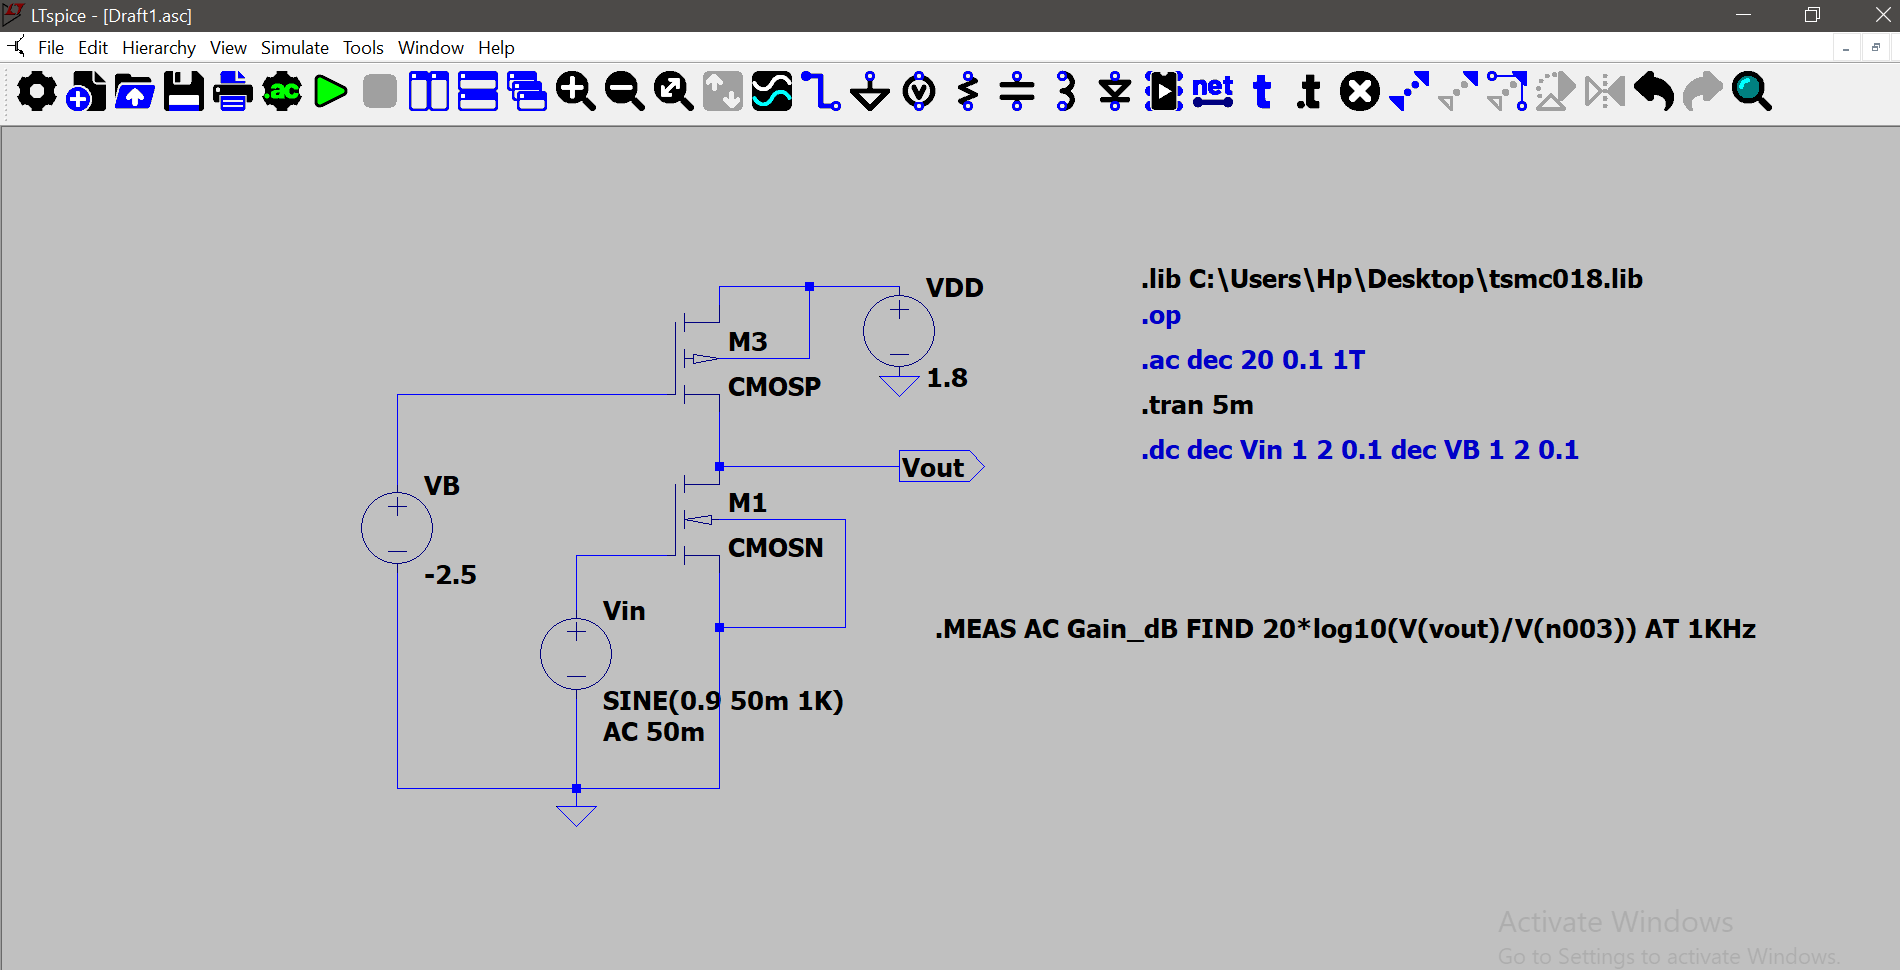 LTspice - [Draft1.asc]
File Edit Hierarchy View Simulate Tools Window Help
.ac
net
t
.t
VDD
1.8
M3
CMOSP
Vout
M1
CMOSN
VB
-2.5
Vin
SINE(0.9 50m 1K)
AC 50m
.lib C:\Users\Hp\Desktop\tsmc018.lib
.op
.ac dec 20 0.1 1T
.tran 5m
.dc dec Vin 1 2 0.1 dec VB 1 2 0.1
.MEAS AC Gain_dB FIND 20*log10(V(vout)/V(n003)) AT 1KHz
Activate Windows
Go to Settings to activate Windows.